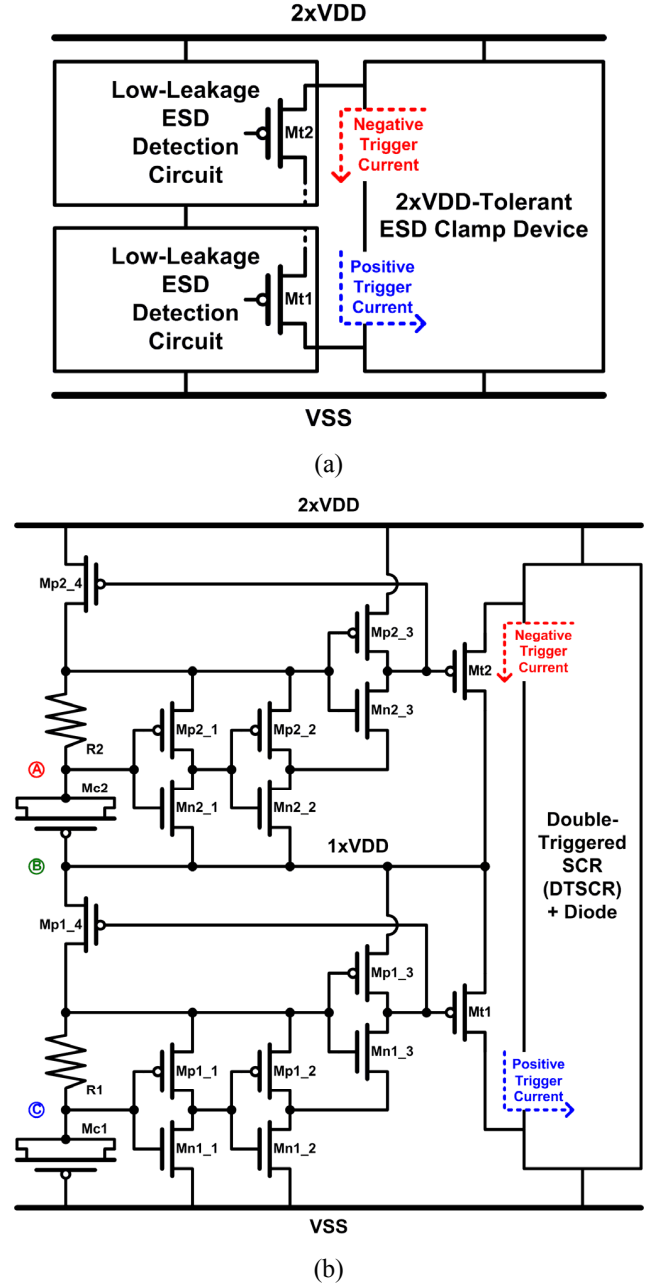 2xVDD
Low-Leakage
ESD
Detection
Circuit
Mt2
Negative
Trigger
Current
2xVDD-Tolerant
ESD Clamp Device
Low-Leakage
ESD
Detection
Circuit
Mt1
Positive
Trigger
Current
VSS
(a)
2xVDD
Mp2_4
Mp2_3
Mt2
Negative
Trigger
Current
R2
Mp2_1
Mp2_2
Mn2_3
A
Mc2
Mn2_1
Mn2_2
Double-
Triggered
SCR
(DTSCR)
+ Diode
1xVDD
B
Mp1_4
Mp1_3
Mt1
R1
Mp1_1
Mp1_2
Mn1_3
Positive
Trigger
Current
C
Mc1
Mn1_1
Mn1_2
VSS
(b)